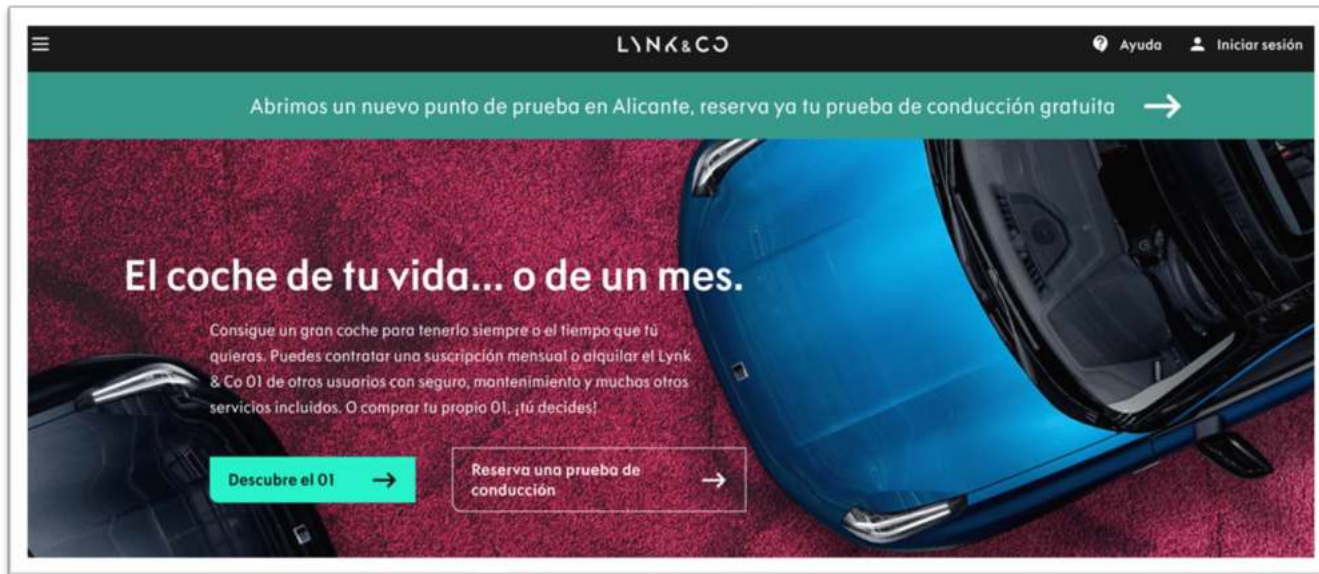 LYNK&CO
Ayuda
Iniciar sesión
Abrimos un nuevo punto de prueba en Alicante, reserva ya tu prueba de conducción gratuita
El coche de tu vida... o de un mes.
Consigue un gran coche para tenerlo siempre o el tiempo que tú
quieras. Puedes contratar una suscripción mensual o alquilar el Lynk
& Co 01 de otros usuarios con seguro, mantenimiento y muchos otros
servicios incluidos. O comprar tu propio 01, ¡tú decides!
Descubre el 01
Reserva una prueba de
conducción